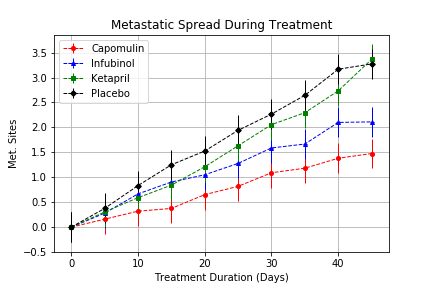 Metastatic Spread During Treatment
Capomulin
Infubinol
Ketapril
Placebo
Met. Sites
3.5
3.0
2.5
2.0
1.5
1.0
0.5
0.0
−0.5
0 10 20 30 40
Treatment Duration (Days)